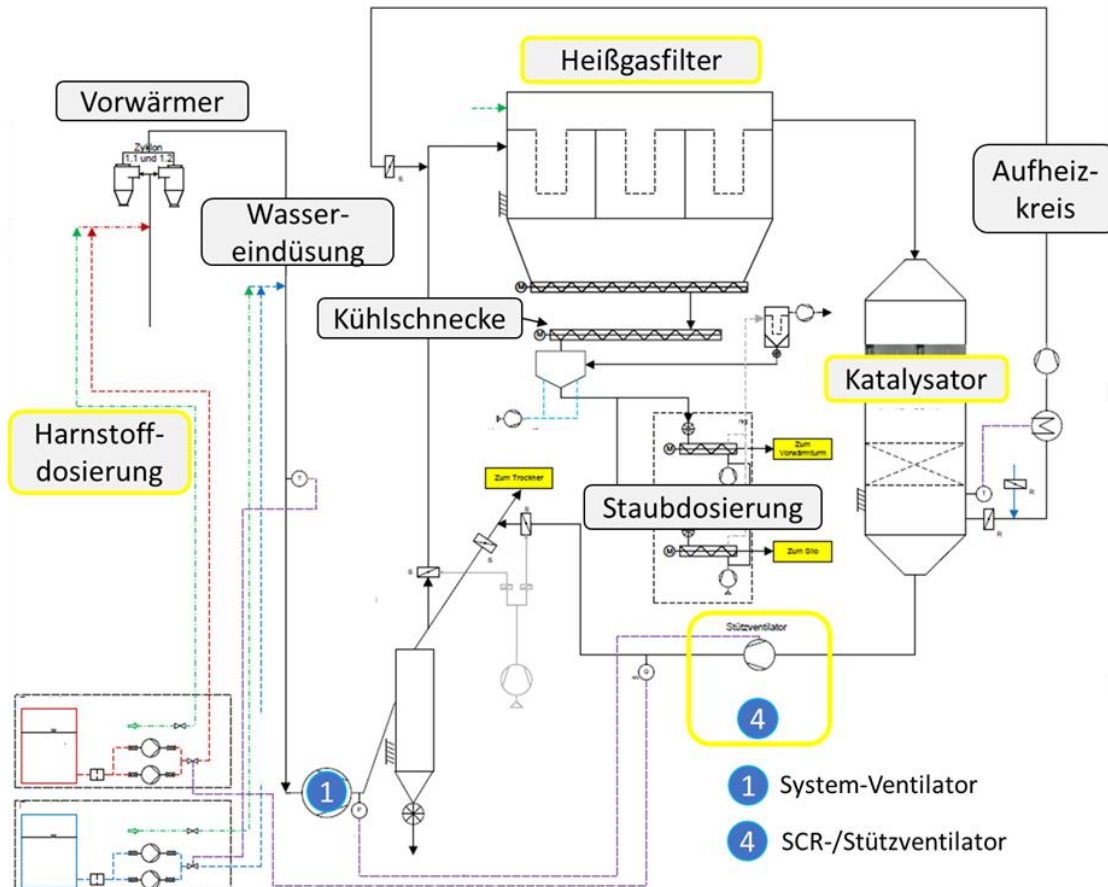 Heißgasfilter
Vorwärmer
Zyklon
1.1 und 1.2
Aufheiz-
kreis
Wasser-
eindüsung
S
M
Kühlschnecke
M
Katalysator
Harnstoff-
dosierung
M
Zum
Vorwärmturm
T
Zum Trockner
T
R
S
Staubdosierung
R
S
S
M
Zum Silo
Stützventilator
Q
4
1
P
1 System-Ventilator
4 SCR-/Stützventilator